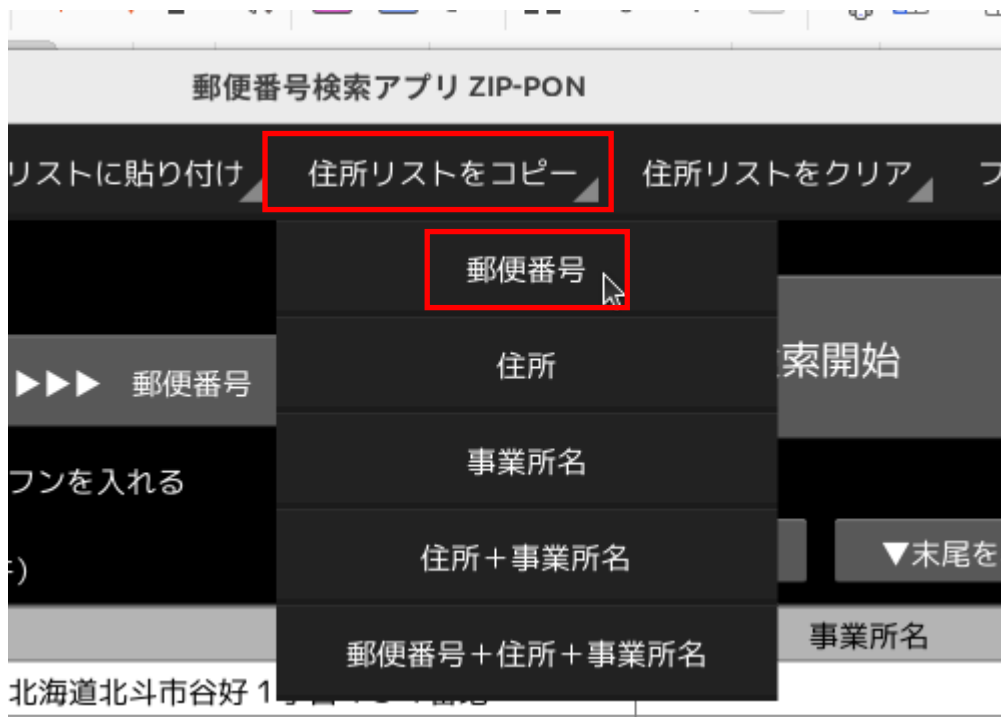 郵便番号検索アプリ ZIP-PON
リストに貼り付け
住所リストをコピー
住所リストをクリア
フ
郵便番号
住所
事業所名
住所＋事業所名
郵便番号＋住所＋事業所名
▶▶▶ 郵便番号
索開始
フンを入れる
▼末尾を
事業所名
北海道北斗市谷好1